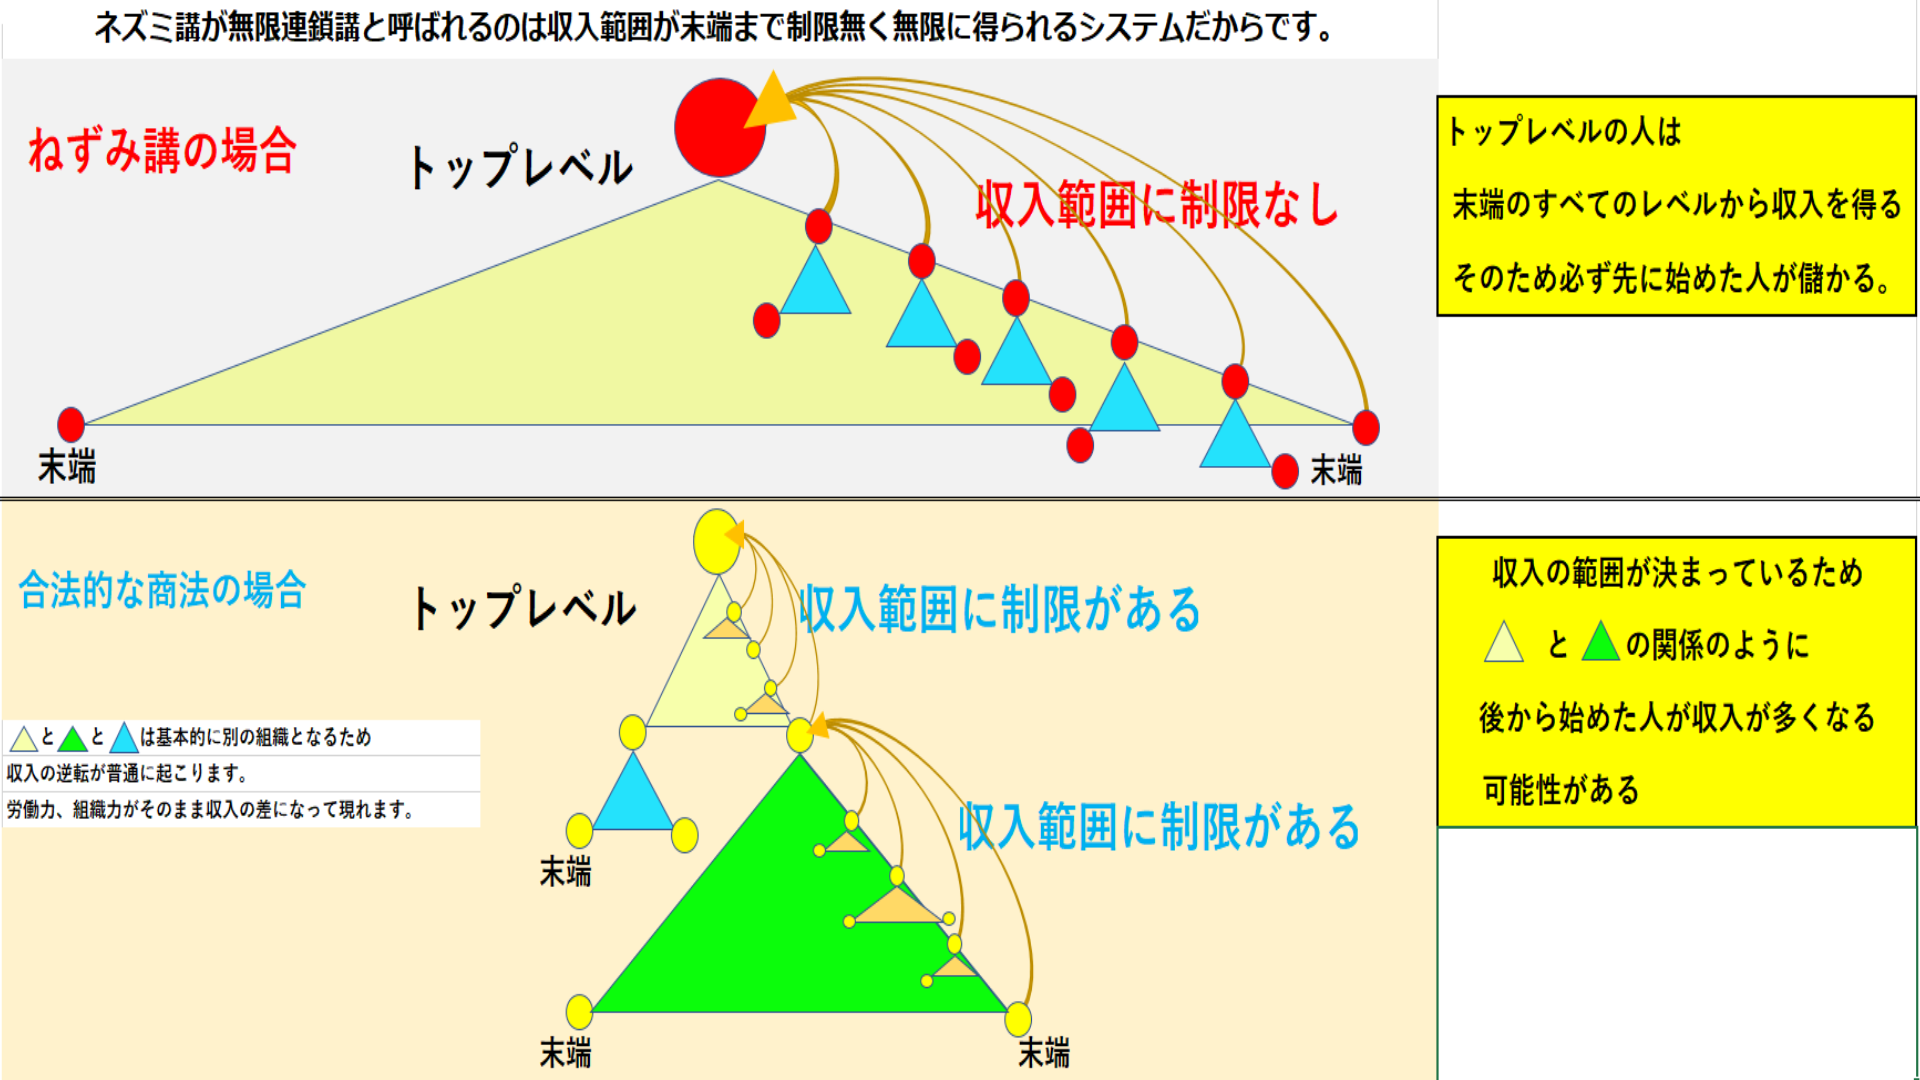 ネズミ講が無限連鎖講と呼ばれるのは収入範囲が末端まで制限無く無限に得られるシステムだからです。
ねずみ講の場合
トップレベル
収入範囲に制限なし
末端
末端
トップレベルの人は
末端のすべてのレベルから収入を得る
そのため必ず先に始めた人が儲かる。
合法的な商法の場合
トップレベル
収入範囲に制限がある
ととは基本的に別の組織となるため
収入の逆転が普通に起こります。
労働力、組織力がそのまま収入の差になって現れます。
末端
収入範囲に制限がある
末端
末端
収入の範囲が決まっているため
との関係のように
後から始めた人が収入が多くなる
可能性がある